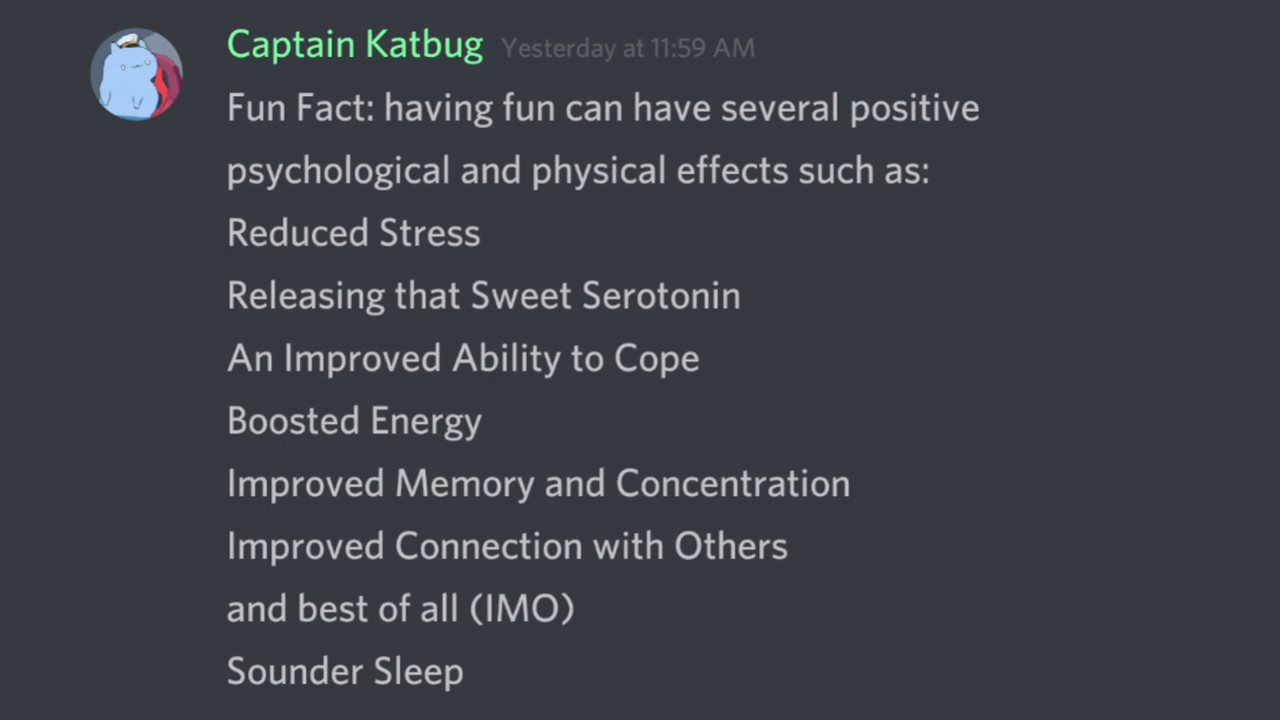 Captain Katbug Yesterday at 11:59 AM
Fun Fact: having fun can have several positive
psychological and physical effects such as:
Reduced Stress
Releasing that Sweet Serotonin
An Improved Ability to Cope
Boosted Energy
Improved Memory and Concentration
Improved Connection with Others
and best of all (IMO)
Sounder Sleep